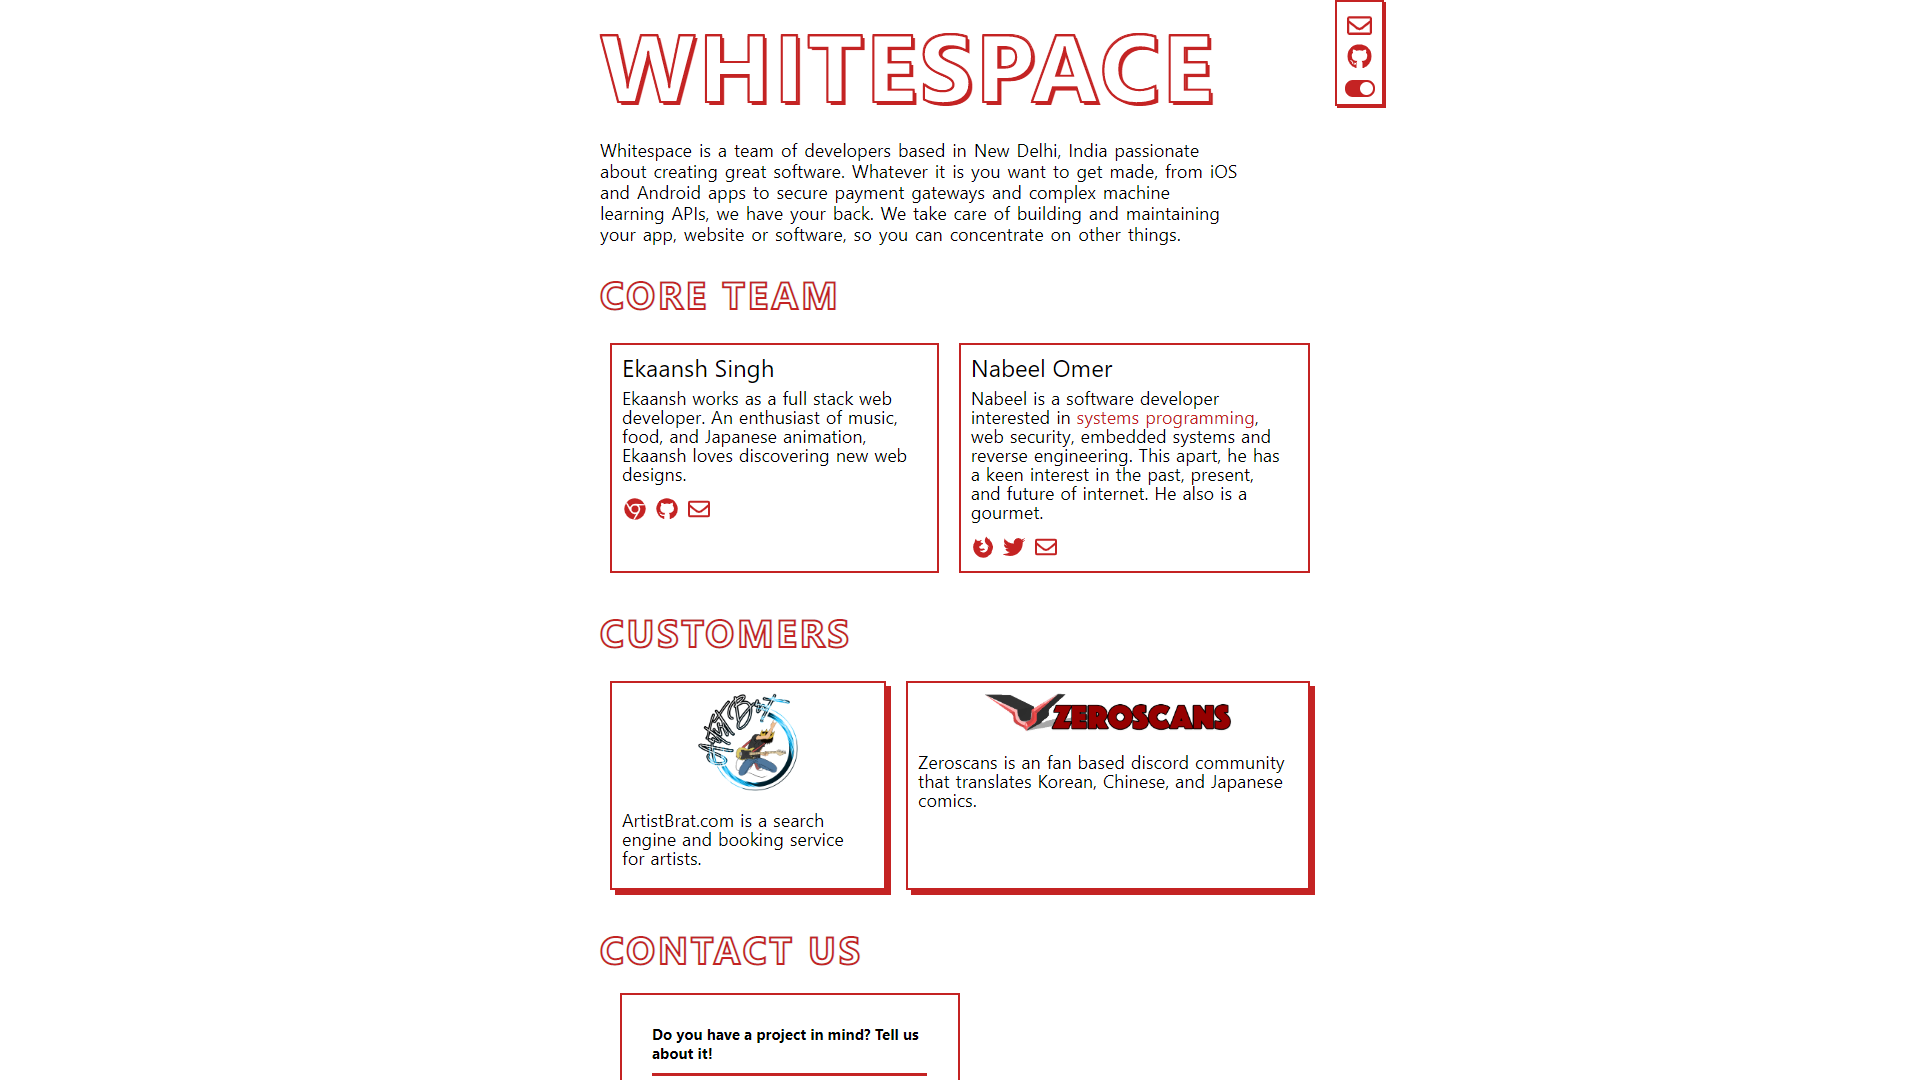 WHITESPACE
Whitespace is a team of developers based in New Delhi, India passionate
about creating great software. Whatever it is you want to get made, from iOS
and Android apps to secure payment gateways and complex machine
learning APIs, we have your back. We take care of building and maintaining
your app, website or software, so you can concentrate on other things.
CORE TEAM
Ekaansh Singh
Ekaansh works as a full stack web
developer. An enthusiast of music,
food, and Japanese animation,
Ekaansh loves discovering new web
designs.
Nabeel Omer
Nabeel is a software developer
interested in systems programming,
web security, embedded systems and
reverse engineering. This apart, he has
a keen interest in the past, present,
and future of internet. He also is a
gourmet.
CUSTOMERS
ArtistBrat
ArtistBrat.com is a search
engine and booking service
for artists.
ZEROSCANS
Zeroscans is an fan based discord community
that translates Korean, Chinese, and Japanese
comics.
CONTACT US
Do you have a project in mind? Tell us
about it!